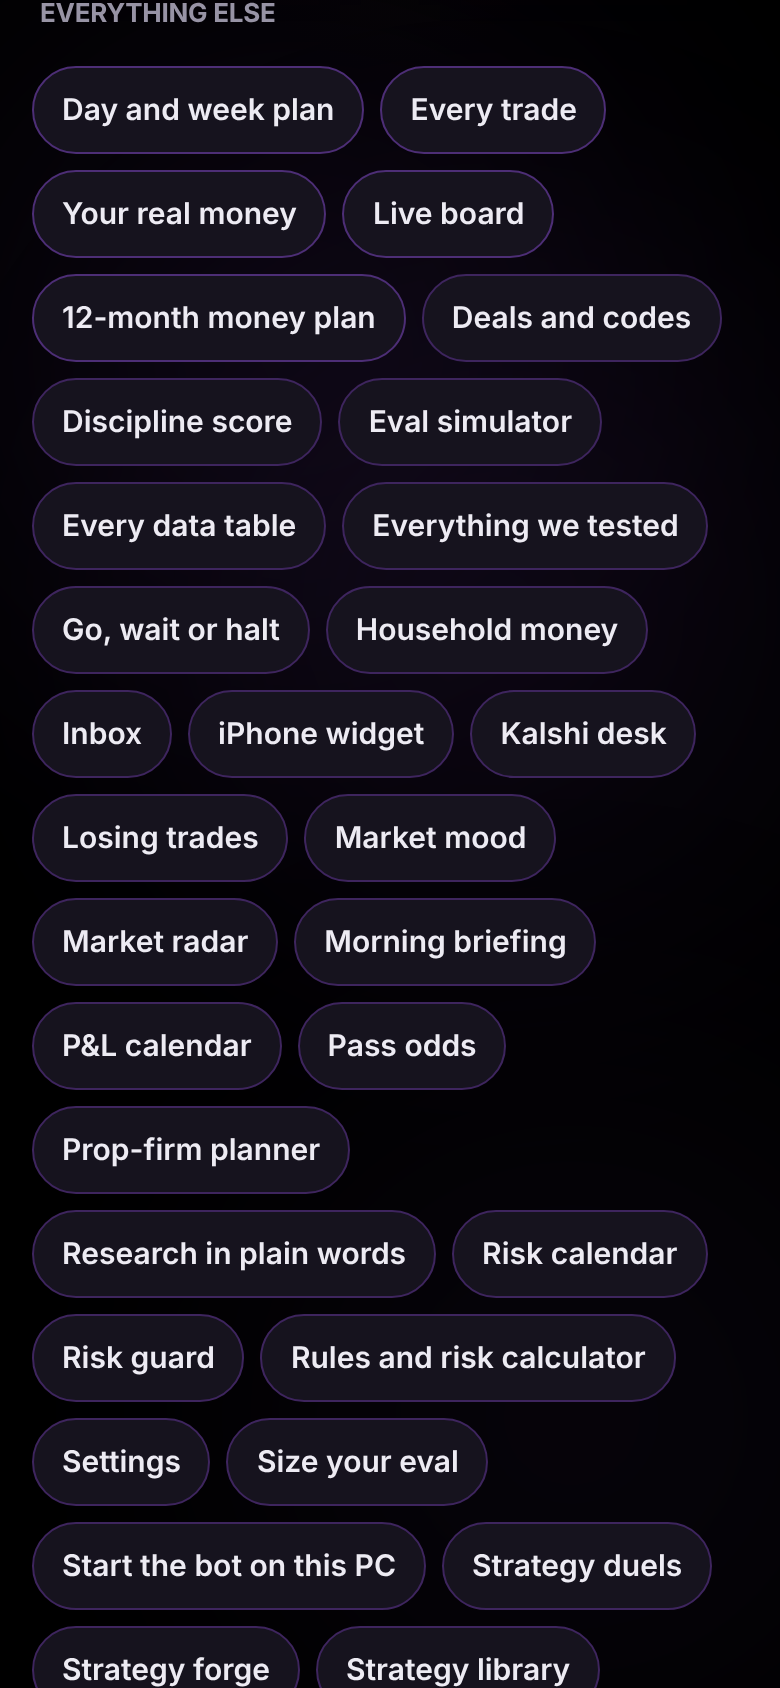 EVERYTHING ELSE
Day and week plan
Every trade
Your real money
Live board
12-month money plan
Deals and codes
Discipline score
Eval simulator
Every data table
Everything we tested
Go, wait or halt
Household money
Inbox
iPhone widget
Kalshi desk
Losing trades
Market mood
Market radar
Morning briefing
P&L calendar
Pass odds
Prop-firm planner
Research in plain words
Risk calendar
Risk guard
Rules and risk calculator
Settings
Size your eval
Start the bot on this PC
Strategy duels
Strategy forge
Strategy library